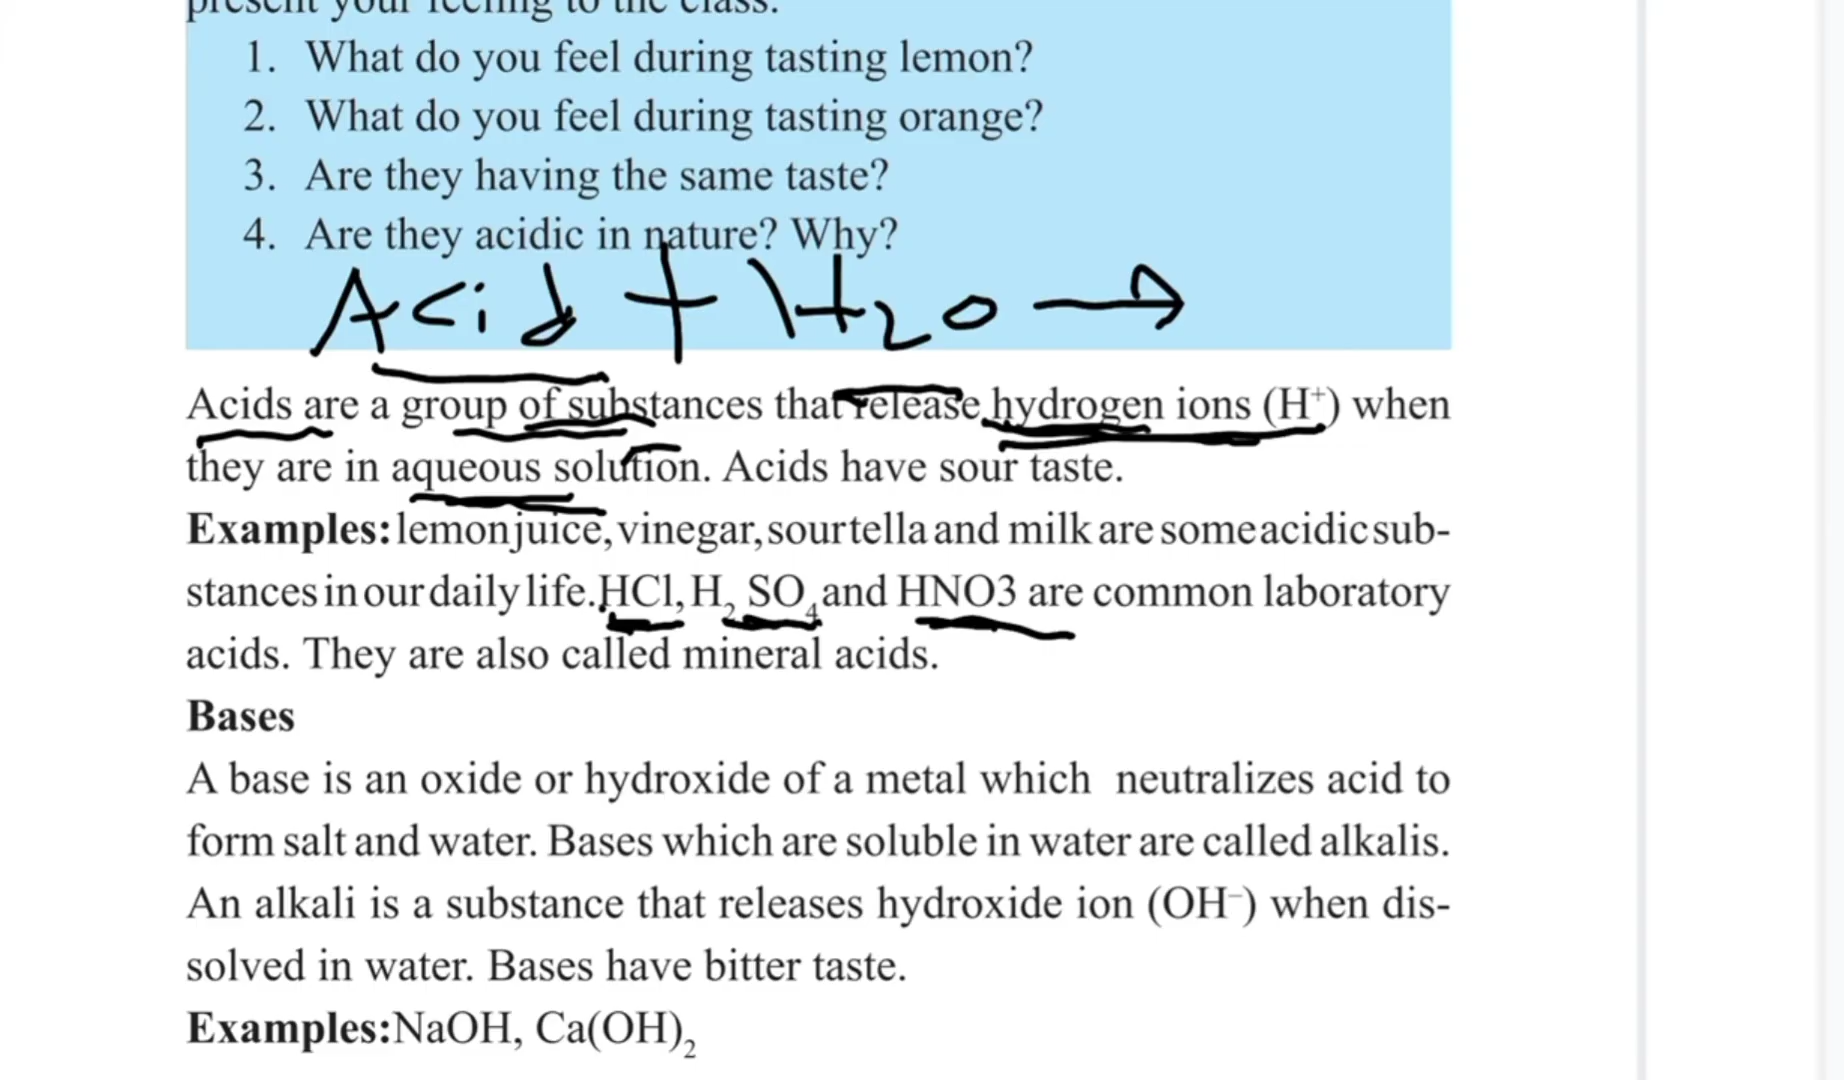 present your feeling to the class.
1. What do you feel during tasting lemon?
2. What do you feel during tasting orange?
3. Are they having the same taste?
4. Are they acidic in nature? Why?
Acid + H2O →
Acids are a group of substances that release hydrogen ions (H⁺) when
they are in aqueous solution. Acids have sour taste.
Examples: lemon juice, vinegar, sour tella and milk are some acidic sub-
stances in our daily life. HCl, H₂ SO₄ and HNO3 are common laboratory
acids. They are also called mineral acids.
Bases
A base is an oxide or hydroxide of a metal which neutralizes acid to
form salt and water. Bases which are soluble in water are called alkalis.
An alkali is a substance that releases hydroxide ion (OH⁻) when dis-
solved in water. Bases have bitter taste.
Examples:NaOH, Ca(OH)₂